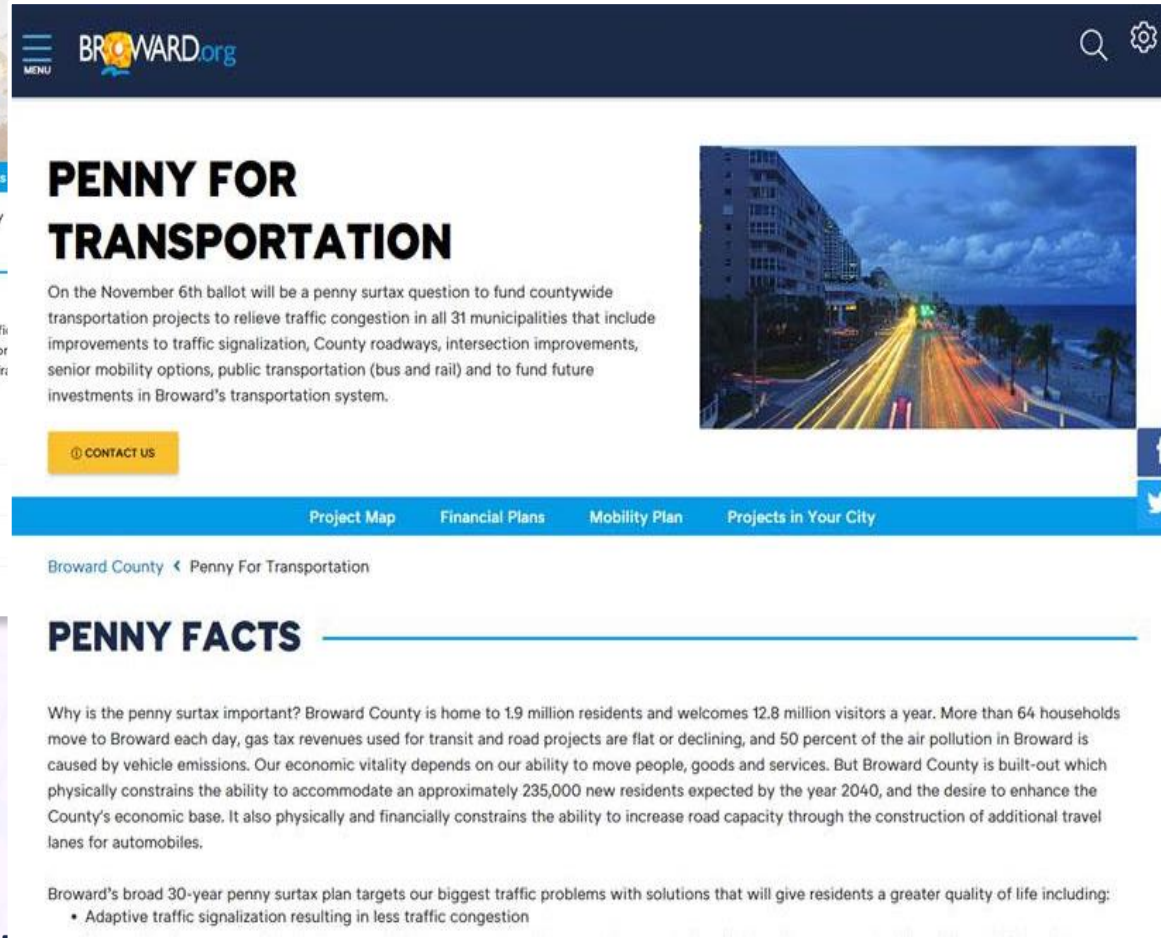 MENU
BROWARD.org
PENNY FOR
TRANSPORTATION
On the November 6th ballot will be a penny surtax question to fund countywide
transportation projects to relieve traffic congestion in all 31 municipalities that include
improvements to traffic signalization, County roadways, intersection improvements,
senior mobility options, public transportation (bus and rail) and to fund future
investments in Broward's transportation system.
CONTACT US
Project Map Financial Plans Mobility Plan Projects in Your City
Broward County Penny For Transportation
PENNY FACTS
Why is the penny surtax important? Broward County is home to 1.9 million residents and welcomes 12.8 million visitors a year. More than 64 households
move to Broward each day, gas tax revenues used for transit and road projects are flat or declining, and 50 percent of the air pollution in Broward is
caused by vehicle emissions. Our economic vitality depends on our ability to move people, goods and services. But Broward County is built-out which
physically constrains the ability to accommodate an approximately 235,000 new residents expected by the year 2040, and the desire to enhance the
County's economic base. It also physically and financially constrains the ability to increase road capacity through the construction of additional travel
lanes for automobiles.
Broward's broad 30-year penny surtax plan targets our biggest traffic problems with solutions that will give residents a greater quality of life including:
• Adaptive traffic signalization resulting in less traffic congestion